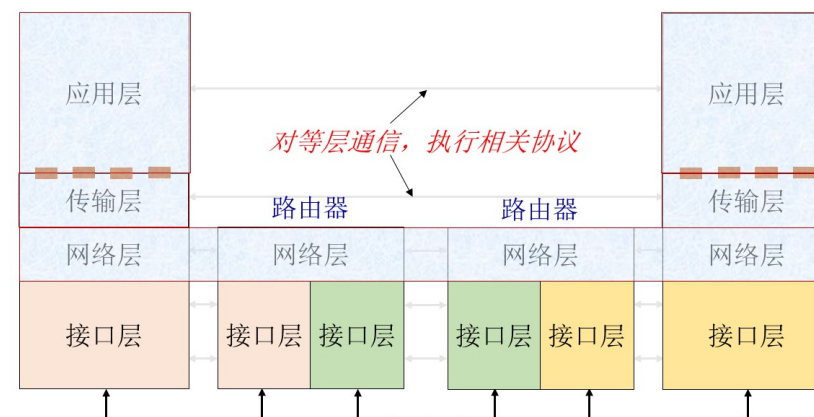 应用层
应用层
对等层通信，执行相关协议
传输层
路由器
路由器
传输层
网络层
网络层
网络层
网络层
接口层
接口层
接口层
接口层
接口层
接口层